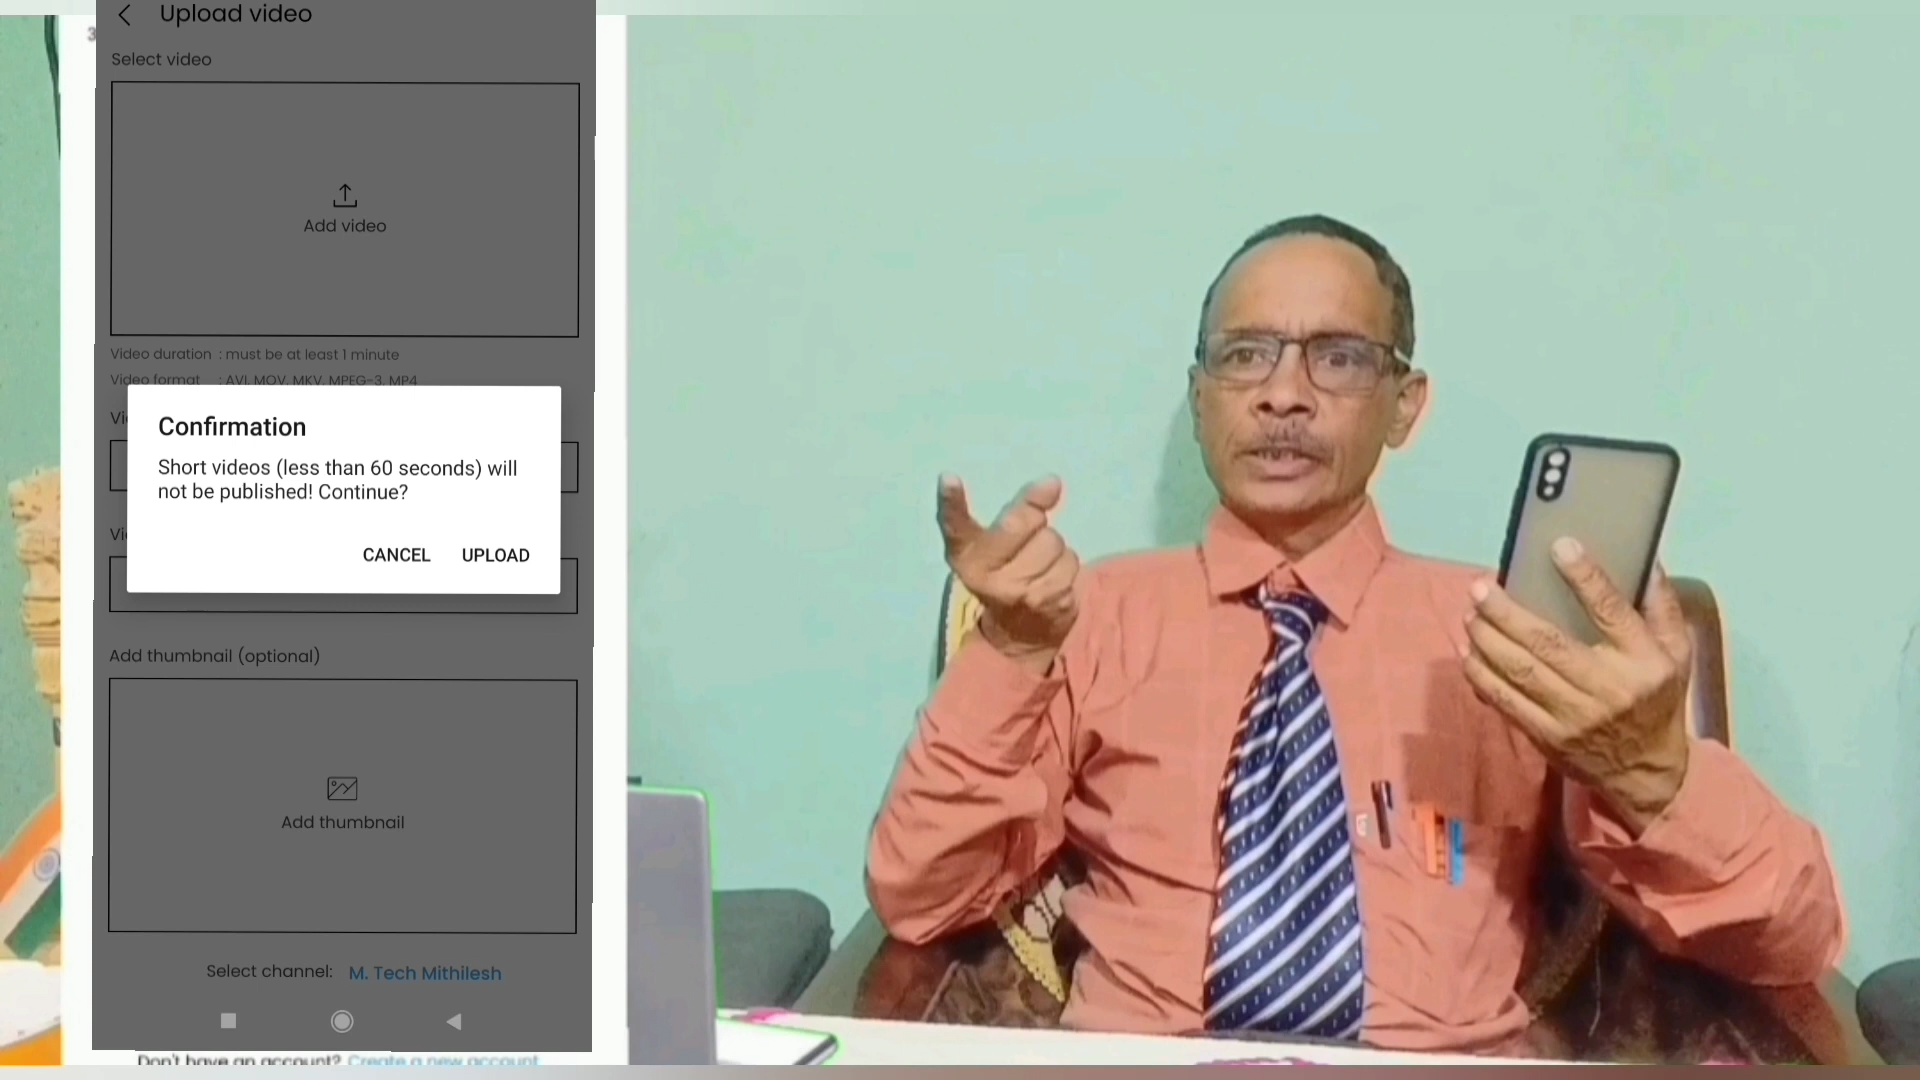 Upload video
Select video
Add video
Video duration : must be at least 1 minute
Video format : AVI, MOV, MKV, MPEG-3, MP4
Confirmation
Short videos (less than 60 seconds) will
not be published! Continue?
CANCEL UPLOAD
Add thumbnail (optional)
Add thumbnail
Select channel: M. Tech Mithilesh
Don't have an account? Create a new account